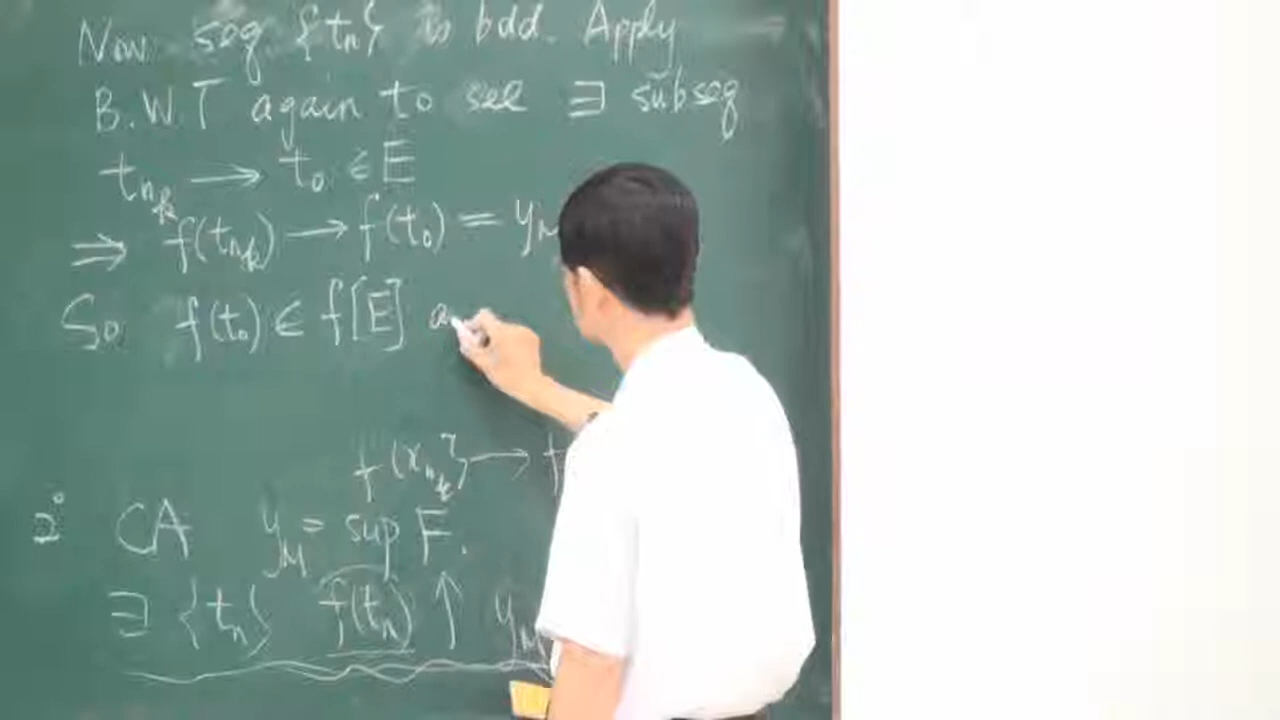 Now seq {tn} is bdd. Apply
B.W.T again to see ∃ subseq
tnk → t0 ∈ E
⇒ f(tnk) → f(t0) = yM
So f(t0) ∈ f[E] a
f(xnk) →
2° CA yM = sup F.
∃ {tn} f(tn) ↑ yM